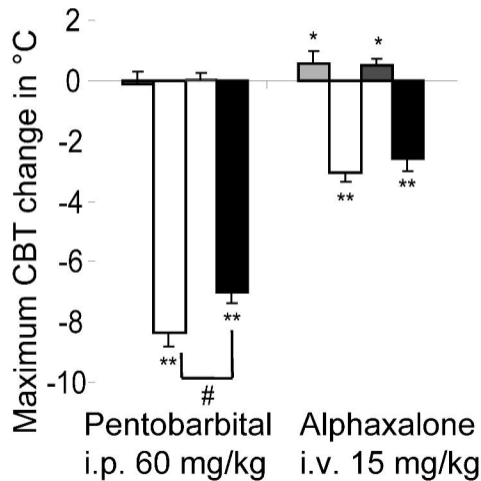 Maximum CBT change in °C
2
0
-2
-4
-6
-8
-10
*
*
**
**
**
**
#
Pentobarbital
i.p. 60 mg/kg
Alphaxalone
i.v. 15 mg/kg